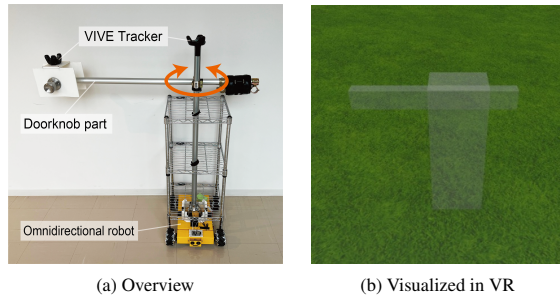 VIVE Tracker
Doorknob part
Omnidirectional robot
(a) Overview
(b) Visualized in VR